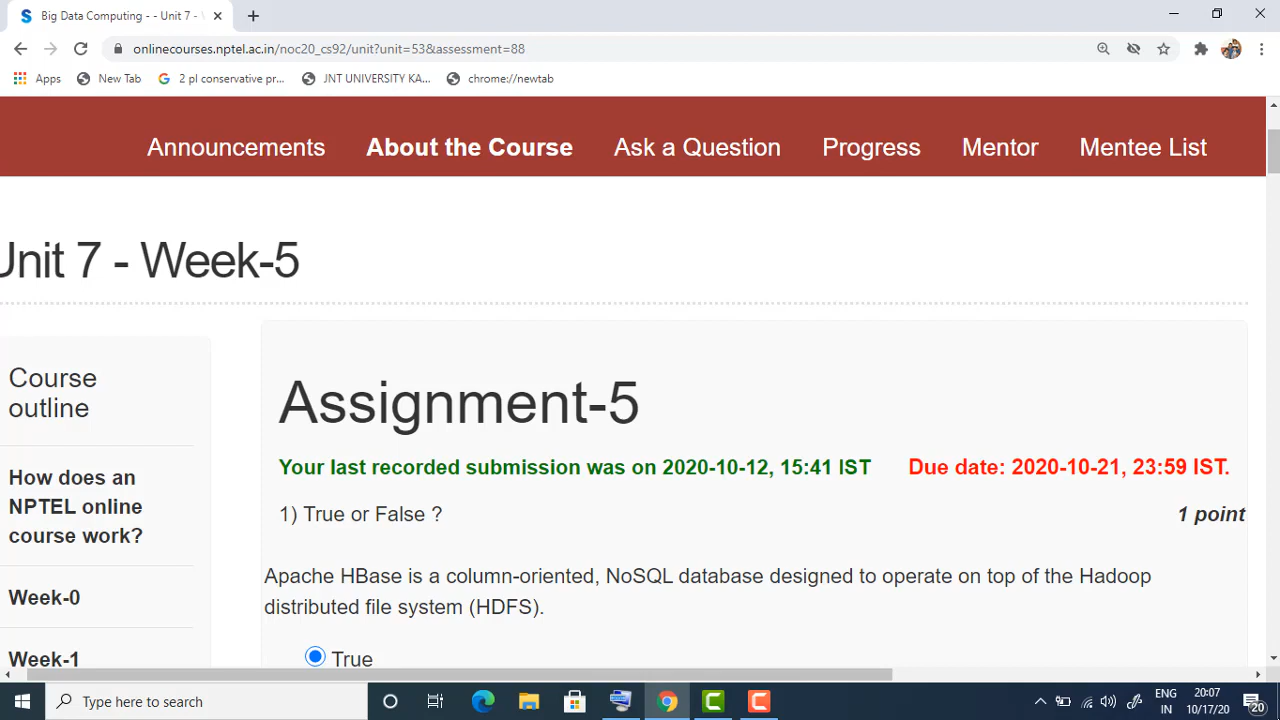 Big Data Computing - - Unit 7 -
onlinecourses.nptel.ac.in/noc20_cs92/unit?unit=53&assessment=88
Apps New Tab 2 pl conservative pr... JNT UNIVERSITY KA... chrome://newtab
Announcements About the Course Ask a Question Progress Mentor Mentee List
Unit 7 - Week-5
Course
outline
How does an
NPTEL online
course work?
Week-0
Week-1
Assignment-5
Your last recorded submission was on 2020-10-12, 15:41 IST Due date: 2020-10-21, 23:59 IST.
1) True or False ? 1 point
Apache HBase is a column-oriented, NoSQL database designed to operate on top of the Hadoop
distributed file system (HDFS).
True
Type here to search
ENG
IN
20:07
10/17/20
20